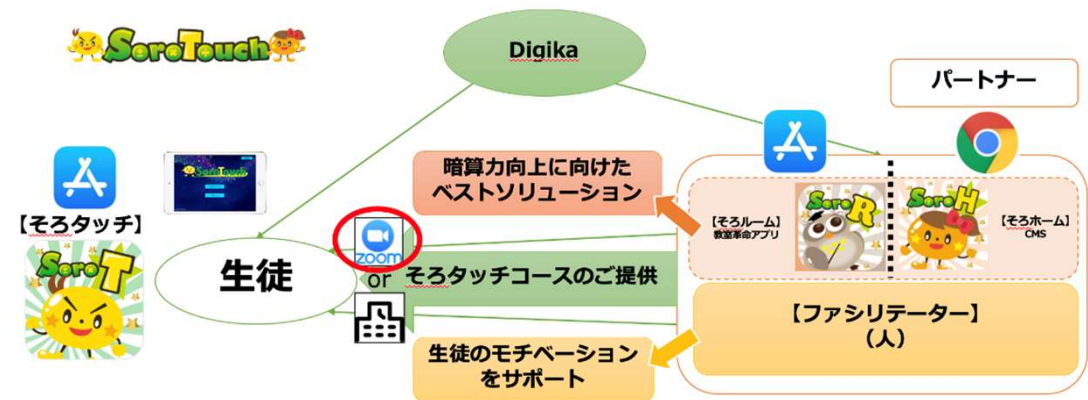 SoroTouch
Digika
パートナー
暗算力向上に向けた
ベストソリューション
【そろタッチ】
SoroTouch
SoroT
生徒
zoom
or
そろタッチコースのご提供
【そろルーム】
教室革命アプリ
SoroR
SoroH
【そろホーム】
CMS
【ファシリテーター】
（人）
生徒のモチベーション
をサポート